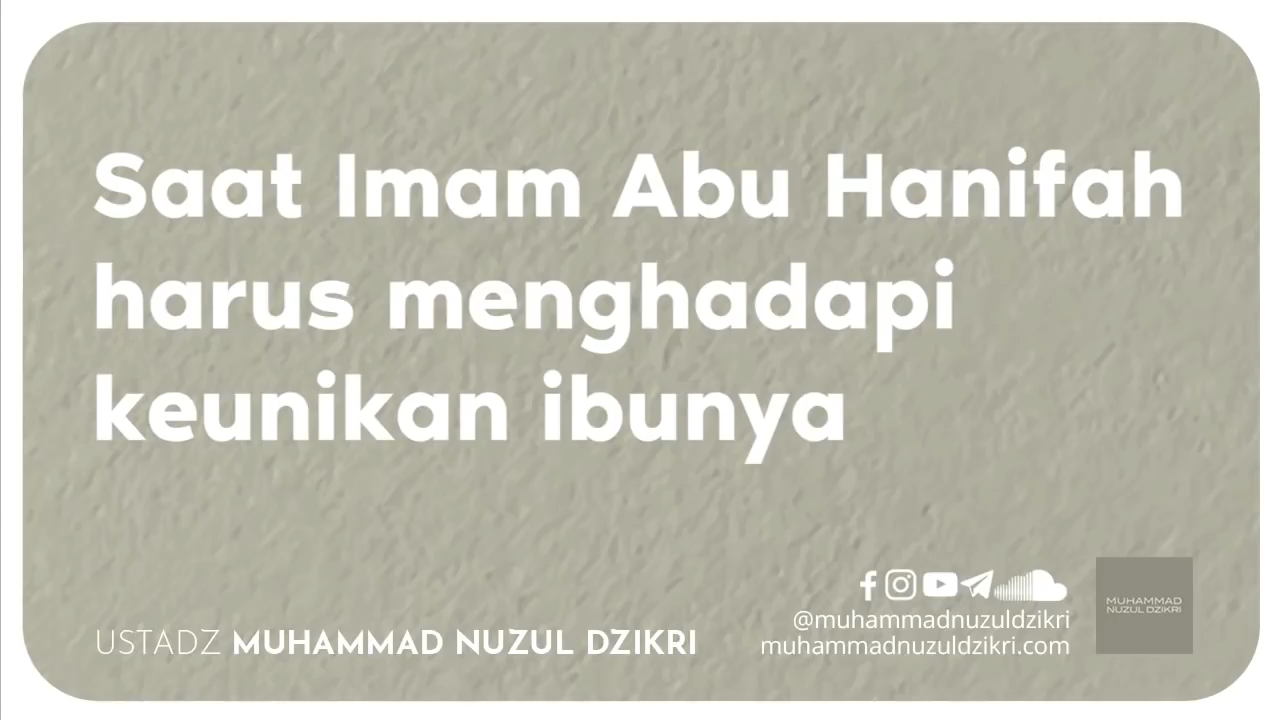 Saat Imam Abu Hanifah
harus menghadapi
keunikan ibunya
USTADZ MUHAMMAD NUZUL DZIKRI
@muhammadnuzuldzikri
muhammadnuzuldzikri.com
MUHAMMAD
NUZUL DZIKRI